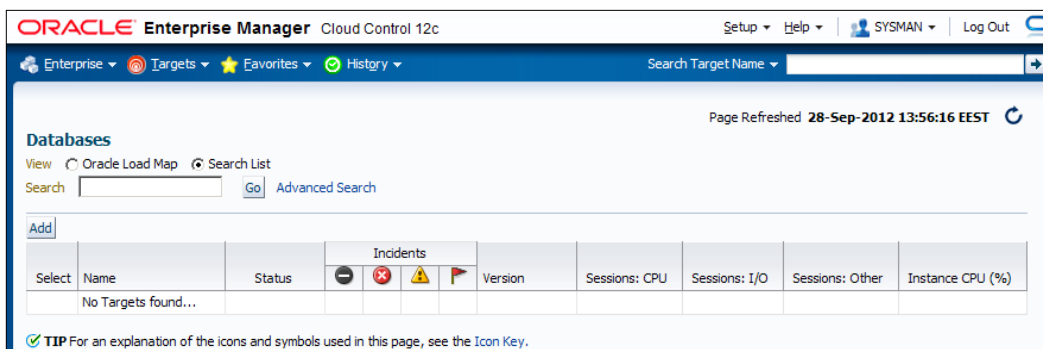 ORACLE Enterprise Manager Cloud Control 12c
Setup Help SYSMAN Log Out
Enterprise Targets Favorites History Search Target Name
Page Refreshed 28-Sep-2012 13:56:16 EEST
Databases
View Oracle Load Map Search List
Search Go Advanced Search
Add
Incidents
Select Name Status Version Sessions: CPU Sessions: I/O Sessions: Other Instance CPU (%)
No Targets found...
TIP For an explanation of the icons and symbols used in this page, see the Icon Key.